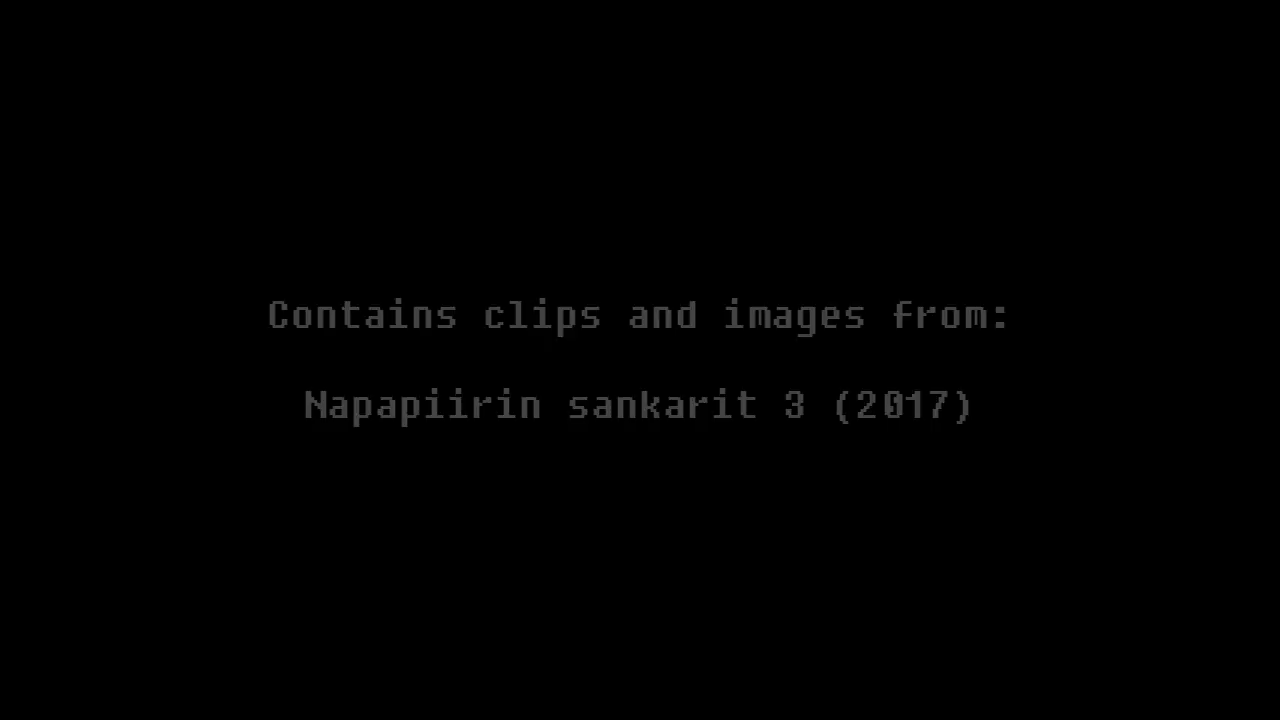 Contains clips and images from:
Napapiirin sankarit 3 (2017)